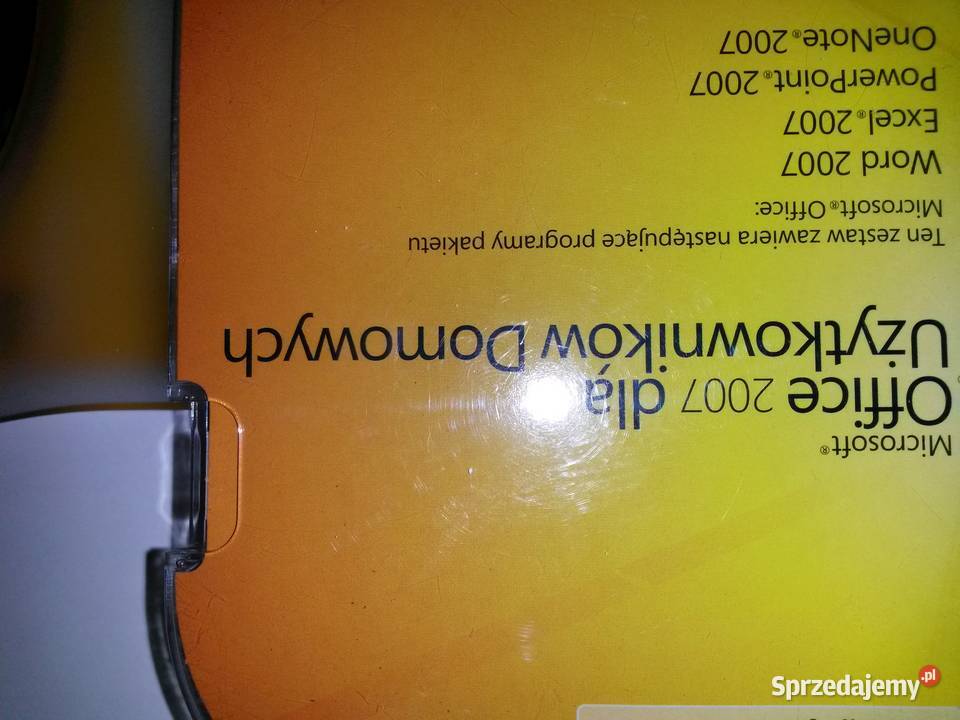 Microsoft®
Office 2007 dla
Użytkowników Domowych
Ten zestaw zawiera następujące programy pakietu
Microsoft® Office:
Word 2007
Excel® 2007
PowerPoint® 2007
OneNote® 2007
Sprzedajemy.pl